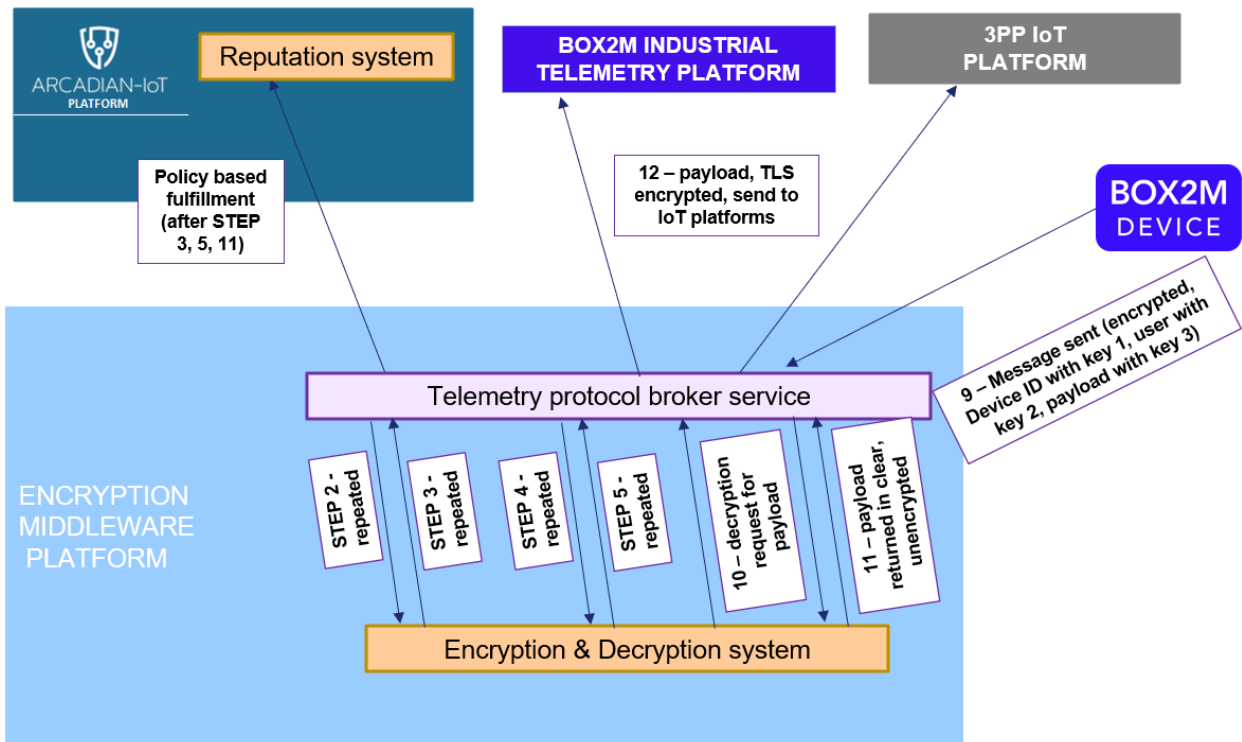 Reputation system
ARCADIAN-IoT
PLATFORM
BOX2M INDUSTRIAL
TELEMETRY PLATFORM
3PP IoT
PLATFORM
Policy based
fulfillment
(after STEP
3, 5, 11)
12 – payload, TLS
encrypted, send to
IoT platforms
BOX2M
DEVICE
9 – Message sent (encrypted,
Device ID with key 1, user with
key 2, payload with key 3)
Telemetry protocol broker service
ENCRYPTION
MIDDLEWARE
PLATFORM
STEP 2 -
repeated
STEP 3 -
repeated
STEP 4 -
repeated
STEP 5 -
repeated
10 – decryption
request for
payload
11 – payload
returned in clear,
unencrypted
Encryption & Decryption system